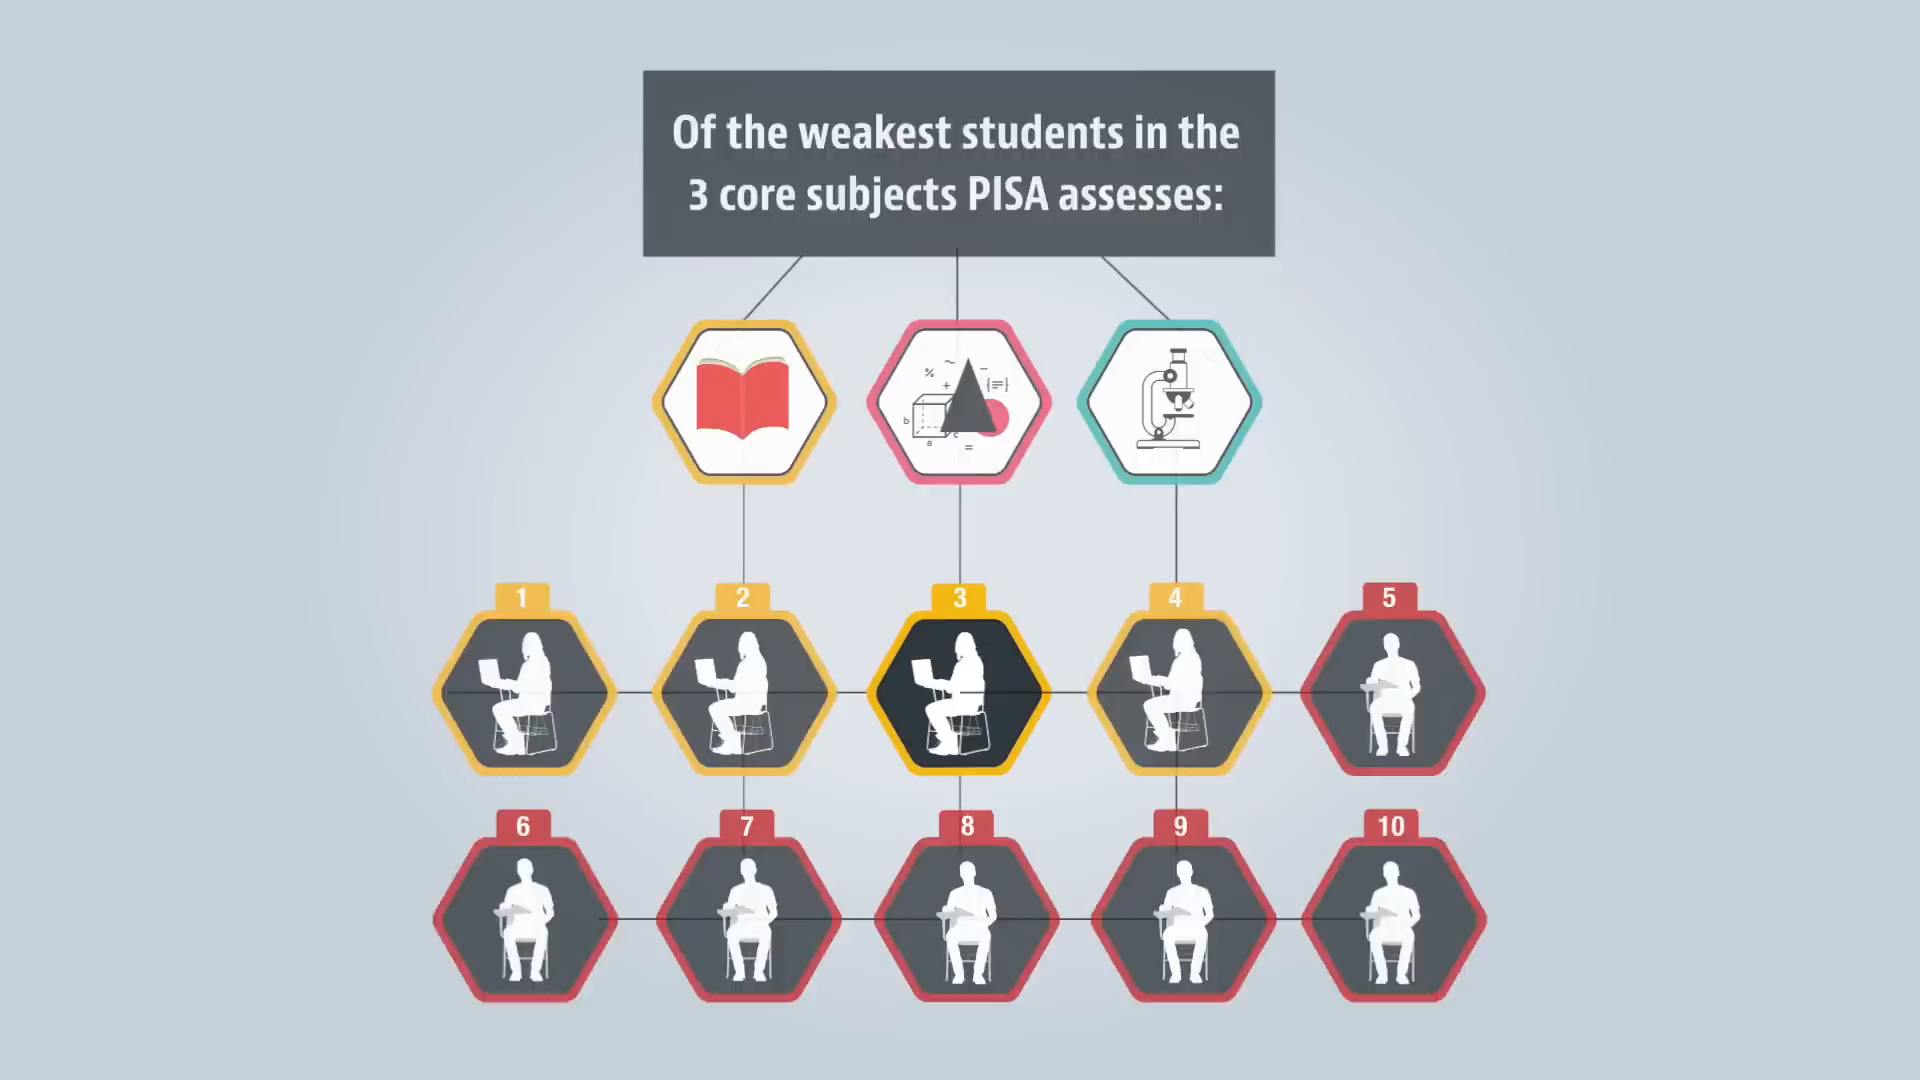 Of the weakest students in the
3 core subjects PISA assesses:
% ~ −
+ {=}
b
a c
=
1 2 3 4 5
6 7 8 9 10